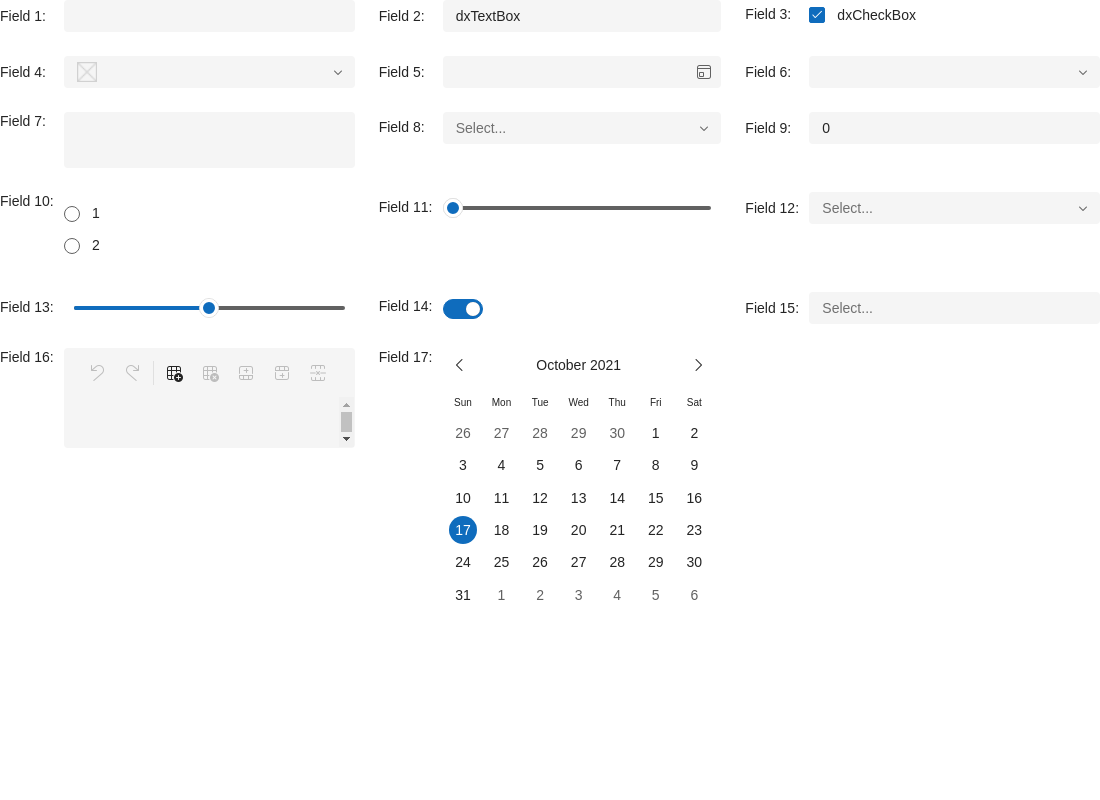 Field 1:
Field 2: dxTextBox
Field 3: dxCheckBox
Field 4:
Field 5:
Field 6:
Field 7:
Field 8: Select...
Field 9: 0
Field 10:
1
2
Field 11:
Field 12: Select...
Field 13:
Field 14:
Field 15: Select...
Field 16:
Field 17:
October 2021
Sun Mon Tue Wed Thu Fri Sat
26 27 28 29 30 1 2
3 4 5 6 7 8 9
10 11 12 13 14 15 16
17 18 19 20 21 22 23
24 25 26 27 28 29 30
31 1 2 3 4 5 6